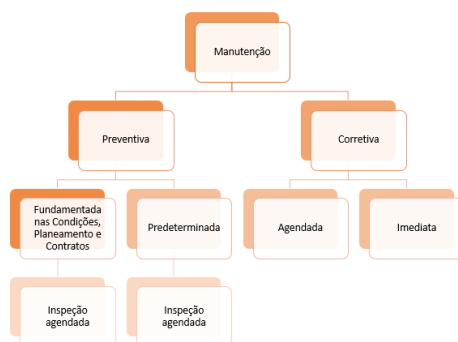 Manutenção
Preventiva
Corretiva
Fundamentada
nas Condições,
Planeamento e
Contratos
Predeterminada
Agendada
Imediata
Inspeção
agendada
Inspeção
agendada